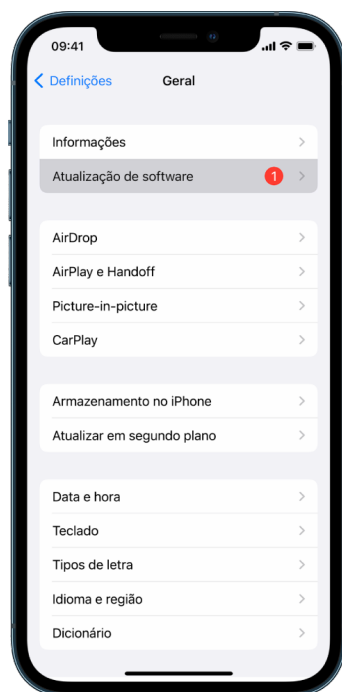 09:41
Definições Geral
Informações
Atualização de software 1
AirDrop
AirPlay e Handoff
Picture-in-picture
CarPlay
Armazenamento no iPhone
Atualizar em segundo plano
Data e hora
Teclado
Tipos de letra
Idioma e região
Dicionário